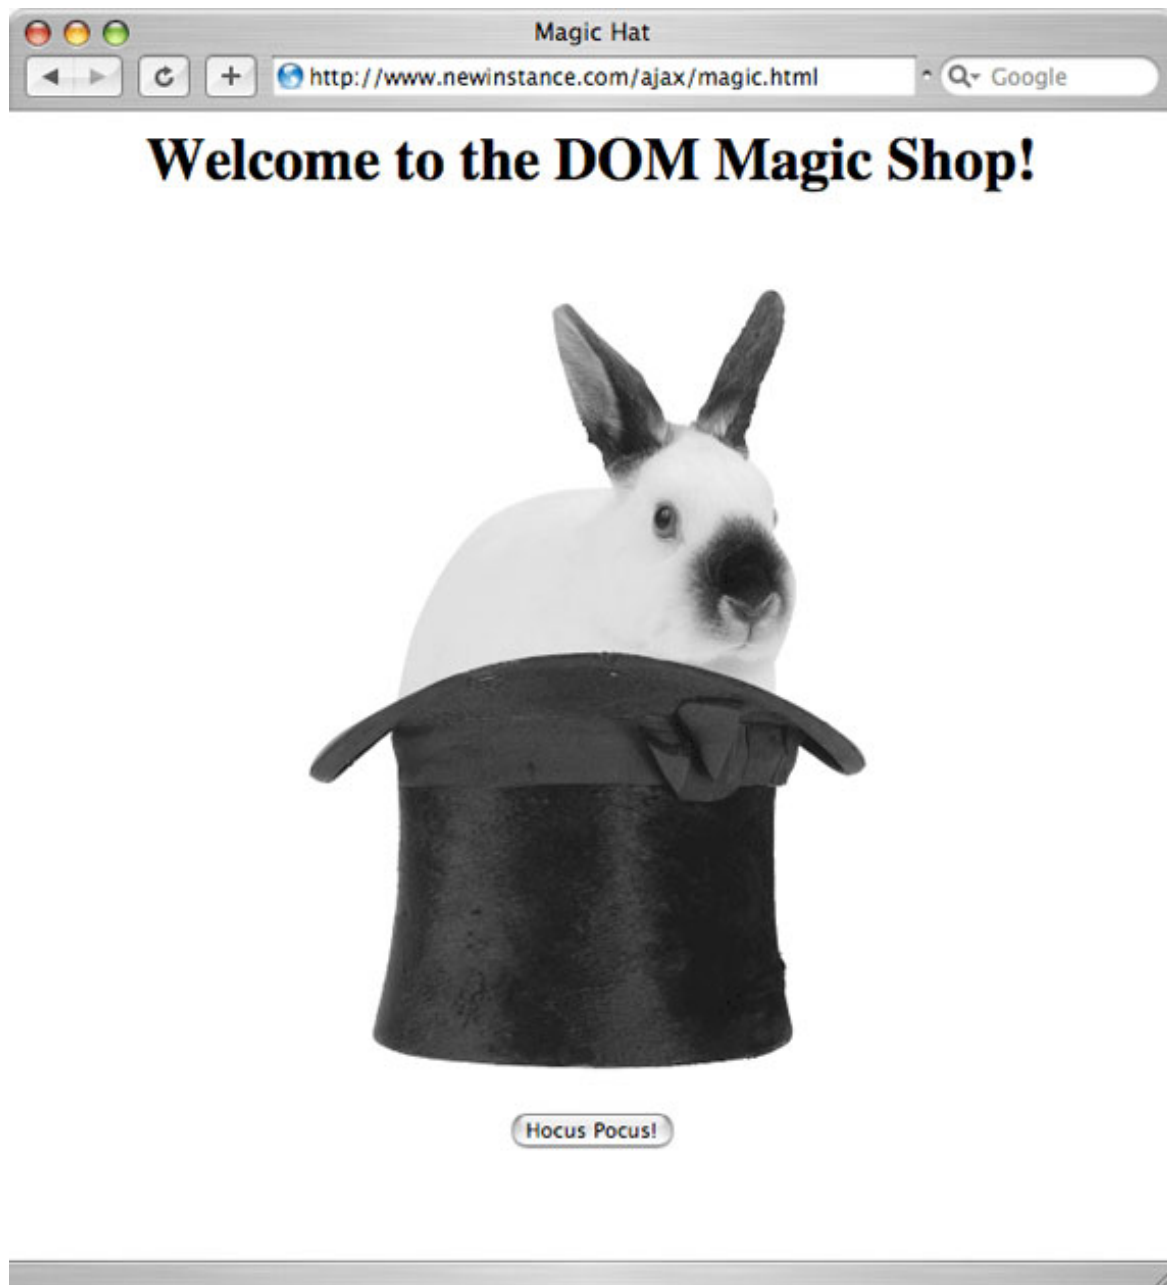 Magic Hat
http://www.newinstance.com/ajax/magic.html
Google
Welcome to the DOM Magic Shop!
Hocus Pocus!